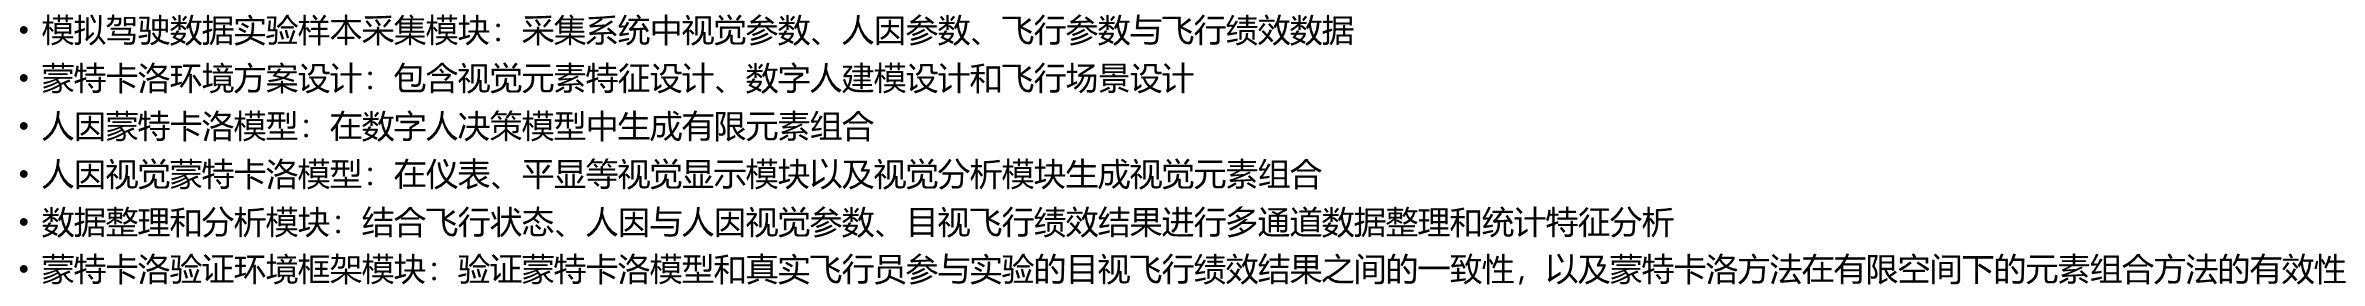 • 模拟驾驶数据实验样本采集模块：采集系统中视觉参数、人因参数、飞行参数与飞行绩效数据
• 蒙特卡洛环境方案设计：包含视觉元素特征设计、数字人建模设计和飞行场景设计
• 人因蒙特卡洛模型：在数字人决策模型中生成有限元素组合
• 人因视觉蒙特卡洛模型：在仪表、平显等视觉显示模块以及视觉分析模块生成视觉元素组合
• 数据整理和分析模块：结合飞行状态、人因与人因视觉参数、目视飞行绩效结果进行多通道数据整理和统计特征分析
• 蒙特卡洛验证环境框架模块：验证蒙特卡洛模型和真实飞行员参与实验的目视飞行绩效结果之间的一致性，以及蒙特卡洛方法在有限空间下的元素组合方法的有效性